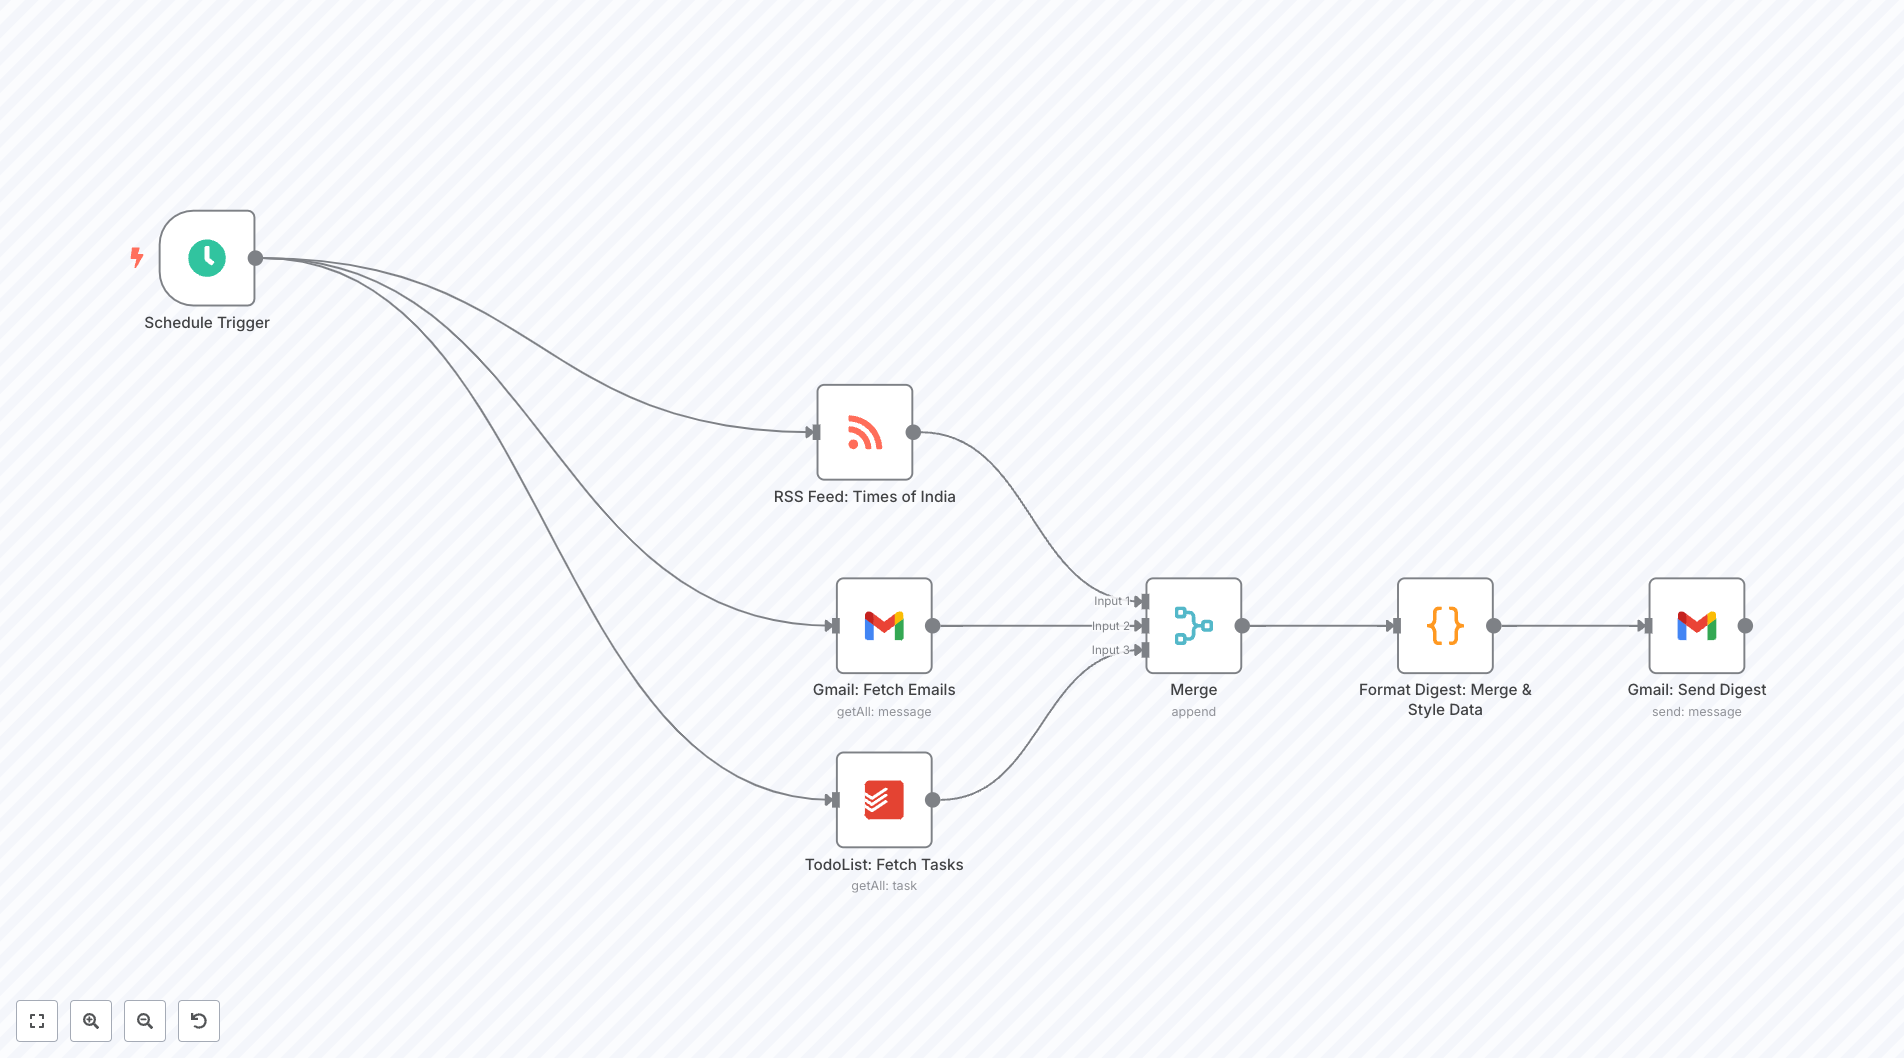 Schedule Trigger
RSS Feed: Times of India
Input 1
Input 2
Input 3
Gmail: Fetch Emails
getAll: message
Merge
append
Format Digest: Merge &
Style Data
Gmail: Send Digest
send: message
TodoList: Fetch Tasks
getAll: task